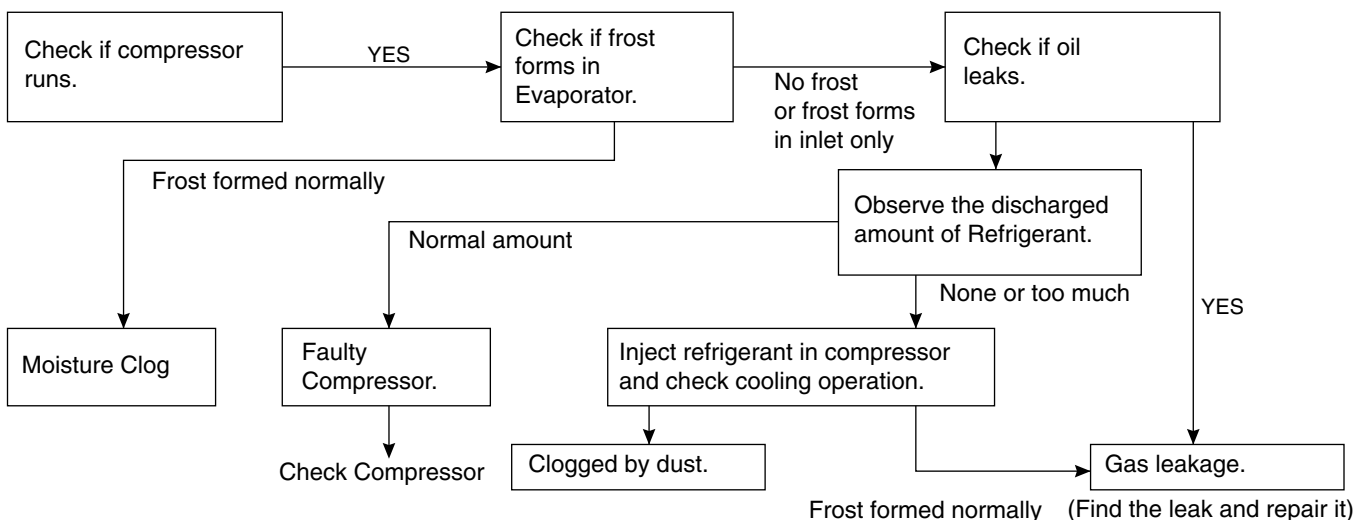 Check if compressor
runs.
YES
Check if frost
forms in
Evaporator.
No frost
or frost forms
in inlet only
Check if oil
leaks.
Frost formed normally
Observe the discharged
amount of Refrigerant.
Normal amount
None or too much
YES
Moisture Clog
Faulty
Compressor.
Inject refrigerant in compressor
and check cooling operation.
Check Compressor
Clogged by dust.
Gas leakage.
Frost formed normally
(Find the leak and repair it)